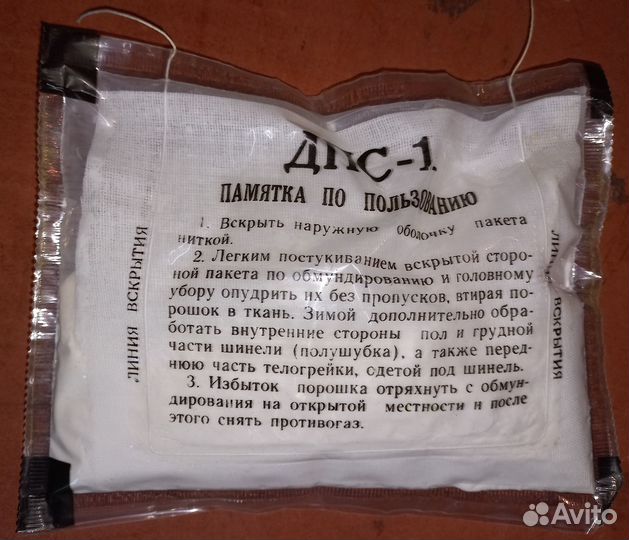 ДПС-1
ПАМЯТКА ПО ПОЛЬЗОВАНИЮ
1. Вскрыть наружную оболочку пакета
ниткой.
2. Легким постукиванием вскрытой сторо-
ной пакета по обмундированию и головному
убору опудрить их без пропусков, втирая по-
рошок в ткань. Зимой дополнительно обра-
ботать внутренние стороны пол и грудной
части шинели (полушубка), а также перед-
нюю часть телогрейки, одетой под шинель.
3. Избыток порошка отряхнуть с обмун-
дирования на открытой местности и после
этого снять противогаз.
ЛИНИЯ ВСКРЫТИЯ
ЛИНИЯ ВСКРЫТИЯ
Avito